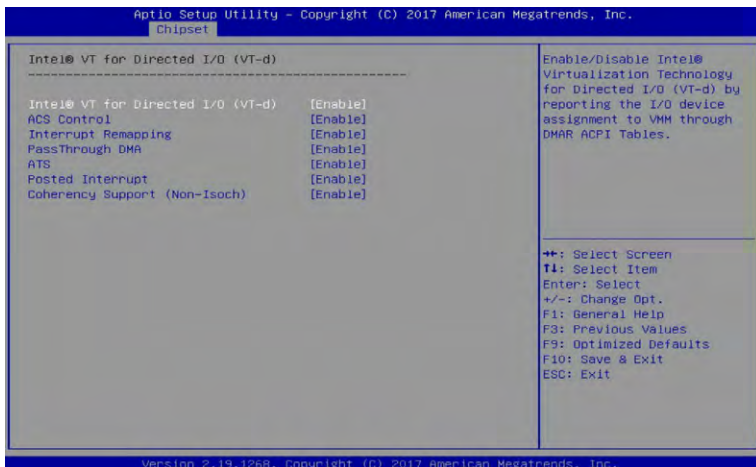 Aptio Setup Utility – Copyright (C) 2017 American Megatrends, Inc.
Chipset
Intel® VT for Directed I/O (VT-d)
--------------------------------------------------
Intel® VT for Directed I/O (VT-d) [Enable]
ACS Control [Enable]
Interrupt Remapping [Enable]
PassThrough DMA [Enable]
ATS [Enable]
Posted Interrupt [Enable]
Coherency Support (Non-Isoch) [Enable]
Enable/Disable Intel®
Virtualization Technology
for Directed I/O (VT-d) by
reporting the I/O device
assignment to VMM through
DMAR ACPI Tables.
→←: Select Screen
↑↓: Select Item
Enter: Select
+/-: Change Opt.
F1: General Help
F3: Previous Values
F9: Optimized Defaults
F10: Save & Exit
ESC: Exit
Version 2.19.1268. Copyright (C) 2017 American Megatrends, Inc.